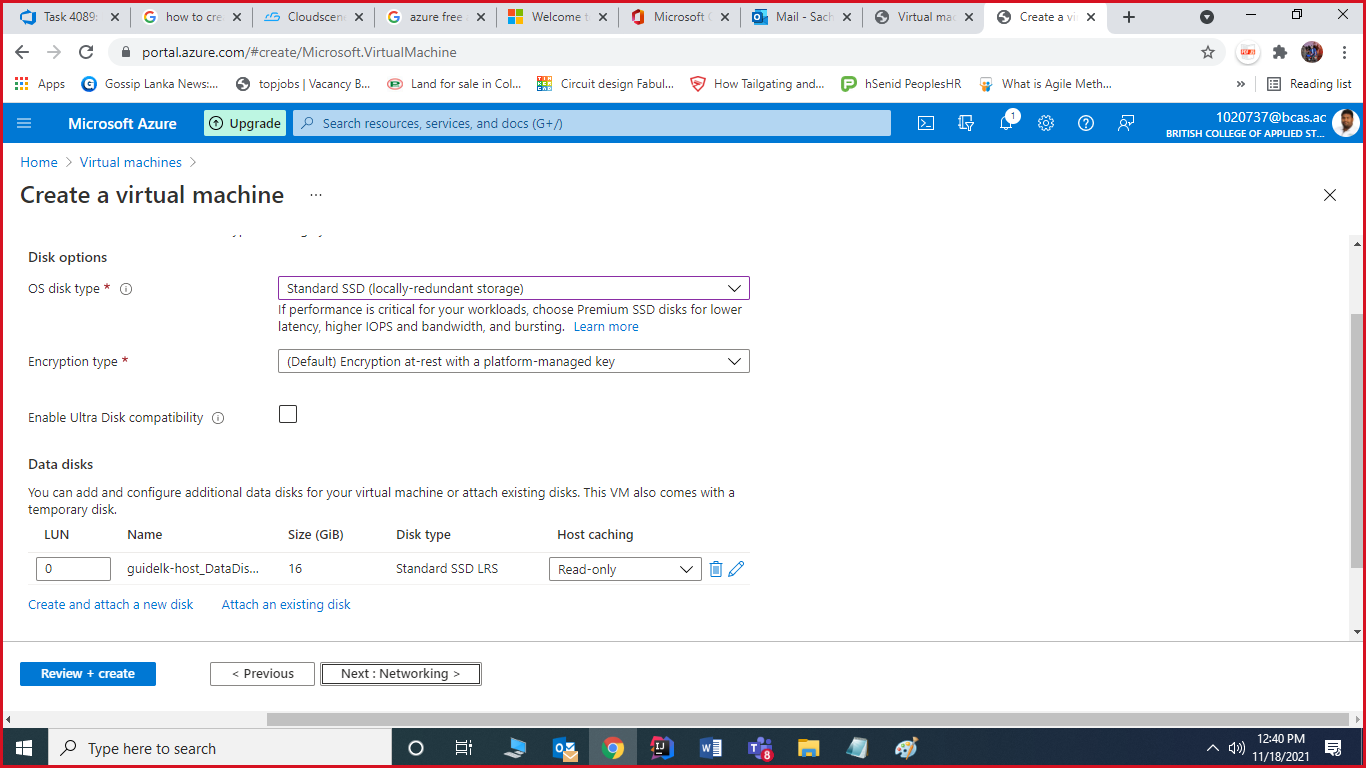 Task 4089:
how to cre
Cloudscene
azure free
Welcome t
Microsoft
Mail - Sach
Virtual mac
Create a vi
portal.azure.com/#create/Microsoft.VirtualMachine
Apps
Gossip Lanka News:...
topjobs | Vacancy B...
Land for sale in Col...
Circuit design Fabul...
How Tailgating and...
hSenid PeoplesHR
What is Agile Meth...
»
Reading list
Microsoft Azure
Upgrade
Search resources, services, and docs (G+/)
1
1020737@bcas.ac
BRITISH COLLEGE OF APPLIED ST...
Home > Virtual machines >
Create a virtual machine ...
Disk options
OS disk type *
Standard SSD (locally-redundant storage)
If performance is critical for your workloads, choose Premium SSD disks for lower
latency, higher IOPS and bandwidth, and bursting. Learn more
Encryption type *
(Default) Encryption at-rest with a platform-managed key
Enable Ultra Disk compatibility
Data disks
You can add and configure additional data disks for your virtual machine or attach existing disks. This VM also comes with a
temporary disk.
LUN Name Size (GiB) Disk type Host caching
0 guidelk-host_DataDis... 16 Standard SSD LRS Read-only
Create and attach a new disk Attach an existing disk
Review + create < Previous Next : Networking >
Type here to search
8
12:40 PM
11/18/2021